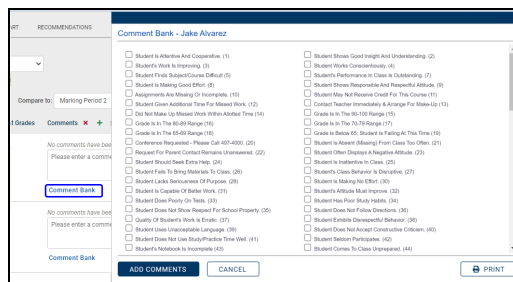 ORT RECOMMENDATIONS
Comment Bank - Jake Alvarez
Compare to: Marking Period 2
t Grades Comments × +
No comments have bee
Please enter a comme
Comment Bank
No comments have bee
Please enter a comme
Comment Bank
Student Is Attentive And Cooperative. (1)
Student Shows Good Insight And Understanding. (2)
Student's Work Is Improving. (3)
Student Works Conscientiously. (4)
Student Finds Subject/Course Difficult (5)
Student's Performance In Class Is Outstanding. (7)
Student Is Making Good Effort. (8)
Student Shows Responsible And Respectful Attitude. (9)
Assignments Are Missing Or Incomplete. (10)
Student May Not Receive Credit For This Course (11)
Student Given Additional Time For Missed Work. (12)
Contact Teacher Immediately & Arrange For Make-Up (13)
Did Not Make Up Missed Work Within Allotted Time (14)
Grade Is In The 90-100 Range (15)
Grade Is In The 80-89 Range (16)
Grade Is In The 70-79 Range (17)
Grade Is In The 65-69 Range (18)
Grade Is Below 65; Student Is Failing At This Time (19)
Conference Requested - Please Call 497-4000. (20)
Student Is Absent (Missing) From Class Too Often. (21)
Request For Parent Contact Remains Unanswered. (22)
Student Often Displays A Negative Attitude. (23)
Student Should Seek Extra Help. (24)
Student Is Inattentive In Class. (25)
Student Fails To Bring Materials To Class. (26)
Student's Class Behavior Is Disruptive. (27)
Student Lacks Seriousness Of Purpose. (28)
Student Is Making No Effort. (30)
Student Is Capable Of Better Work. (31)
Student's Attitude Must Improve. (32)
Student Does Poorly On Tests. (33)
Student Has Poor Study Habits. (34)
Student Does Not Show Respect For School Property. (35)
Student Does Not Follow Directions. (36)
Quality Of Student's Work Is Erratic. (37)
Student Exhibits Disrespectful Behavior. (38)
Student Uses Unacceptable Language. (39)
Student Does Not Accept Constructive Criticism. (40)
Student Does Not Use Study/Practice Time Well. (41)
Student Seldom Participates. (42)
Student's Notebook Is Incomplete (43)
Student Comes To Class Unprepared. (44)
ADD COMMENTS
CANCEL
PRINT